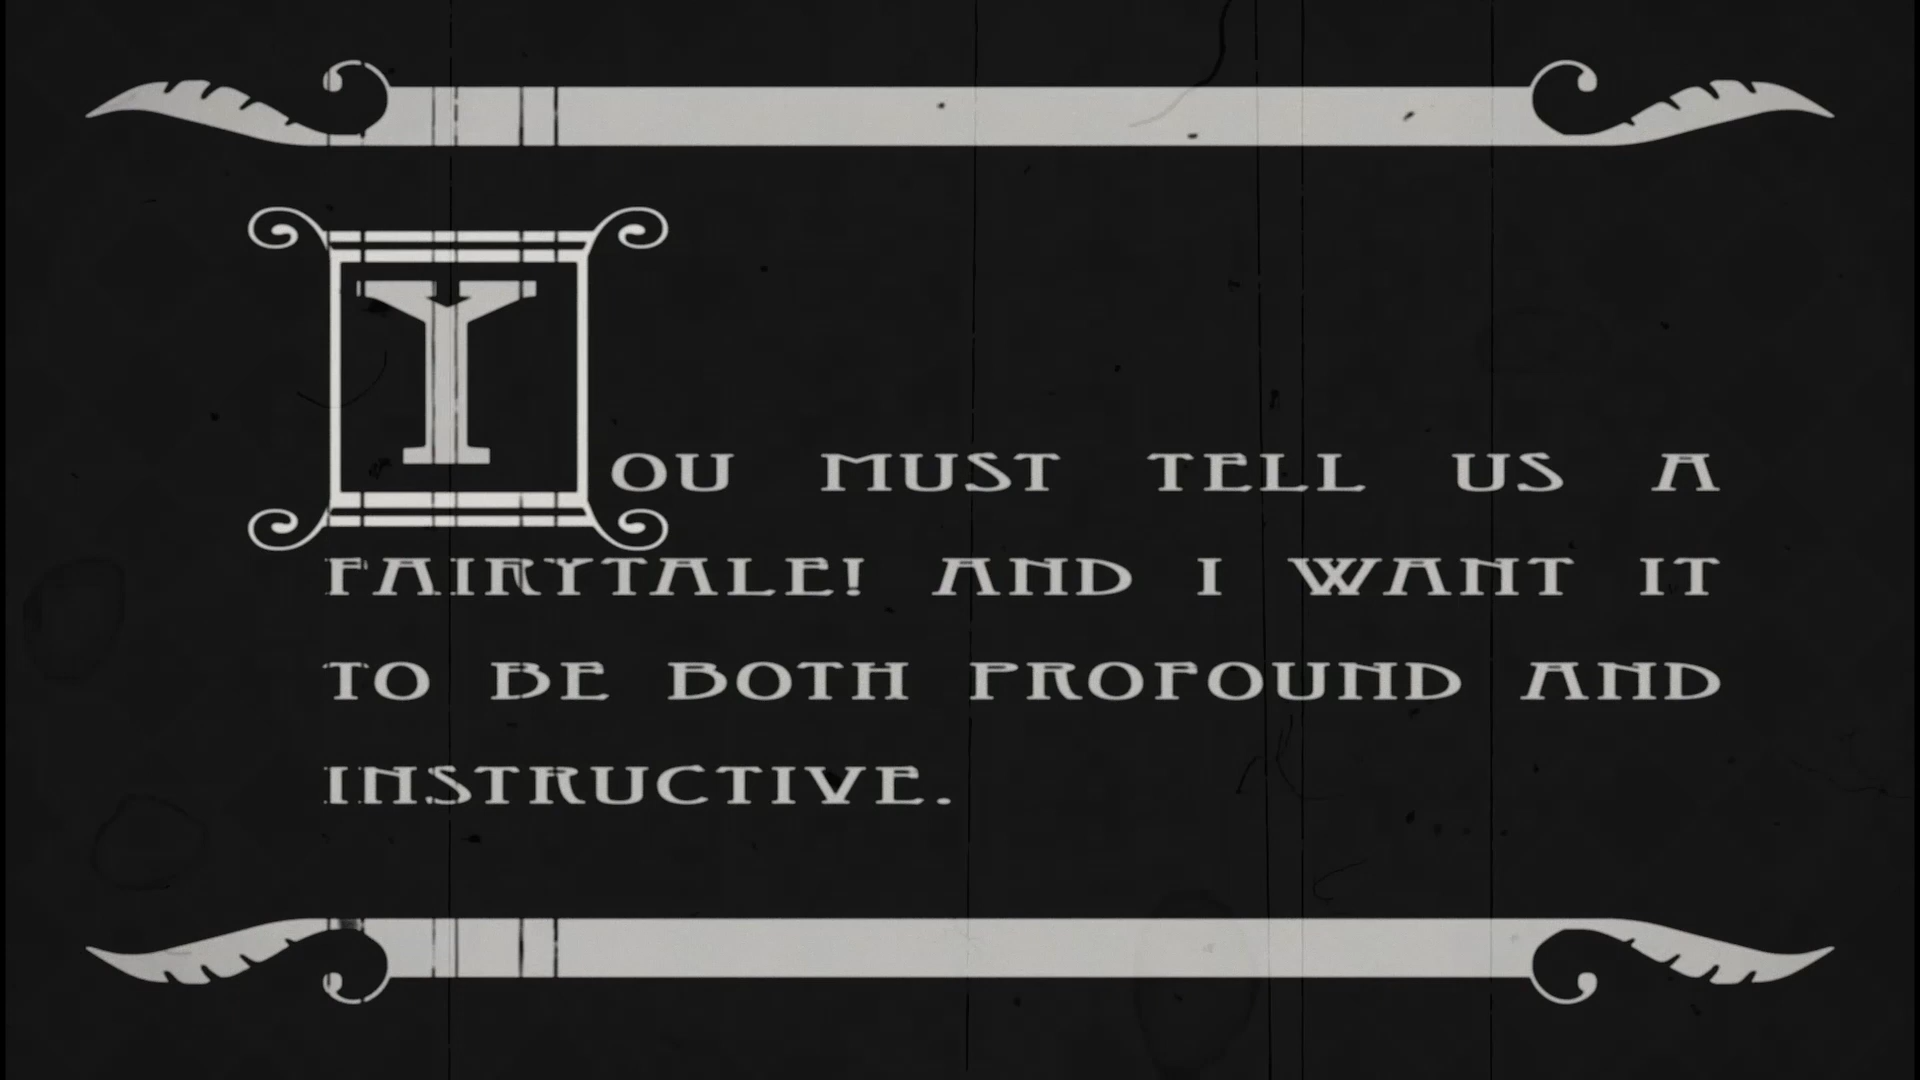 YOU MUST TELL US A
FAIRYTALE! AND I WANT IT
TO BE BOTH PROFOUND AND
INSTRUCTIVE.